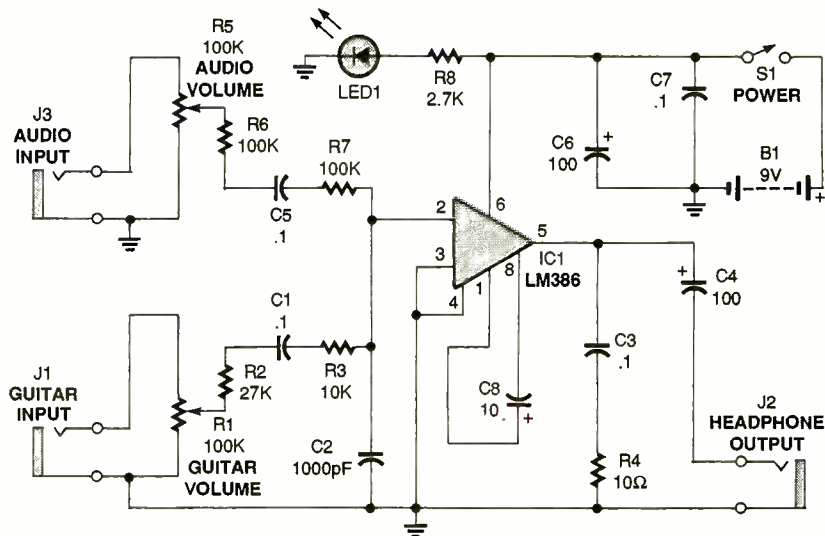 R5
100K
AUDIO
VOLUME
J3
AUDIO
INPUT
R6
100K
R7
100K
C5
.1
LED1
R8
2.7K
C6
100
+
C7
.1
S1
POWER
B1
9V
+
2
3
4
6
1
8
5
IC1
LM386
C1
.1
J1
GUITAR
INPUT
R2
27K
R3
10K
R1
100K
GUITAR
VOLUME
C2
1000pF
C8
10
+
C3
.1
+
C4
100
R4
10Ω
J2
HEADPHONE
OUTPUT